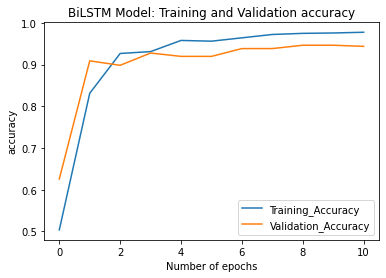 BiLSTM Model: Training and Validation accuracy
1.0
0.9
0.8
0.7
0.6
0.5
accuracy
0 2 4 6 8 10
Number of epochs
Training_Accuracy
Validation_Accuracy